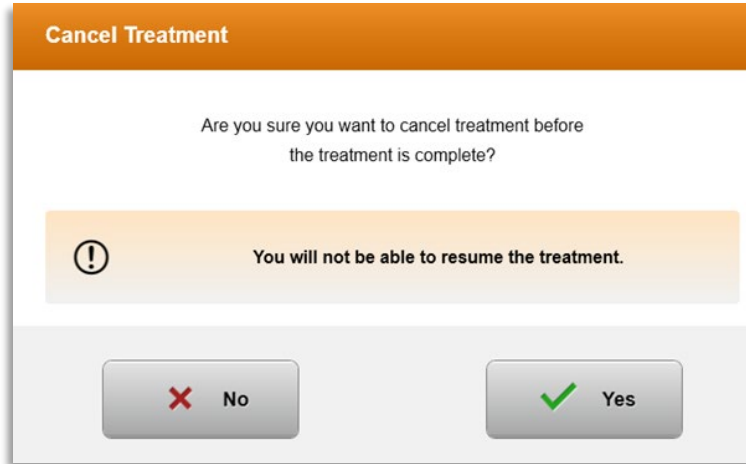 Cancel Treatment
Are you sure you want to cancel treatment before
the treatment is complete?
You will not be able to resume the treatment.
No
Yes